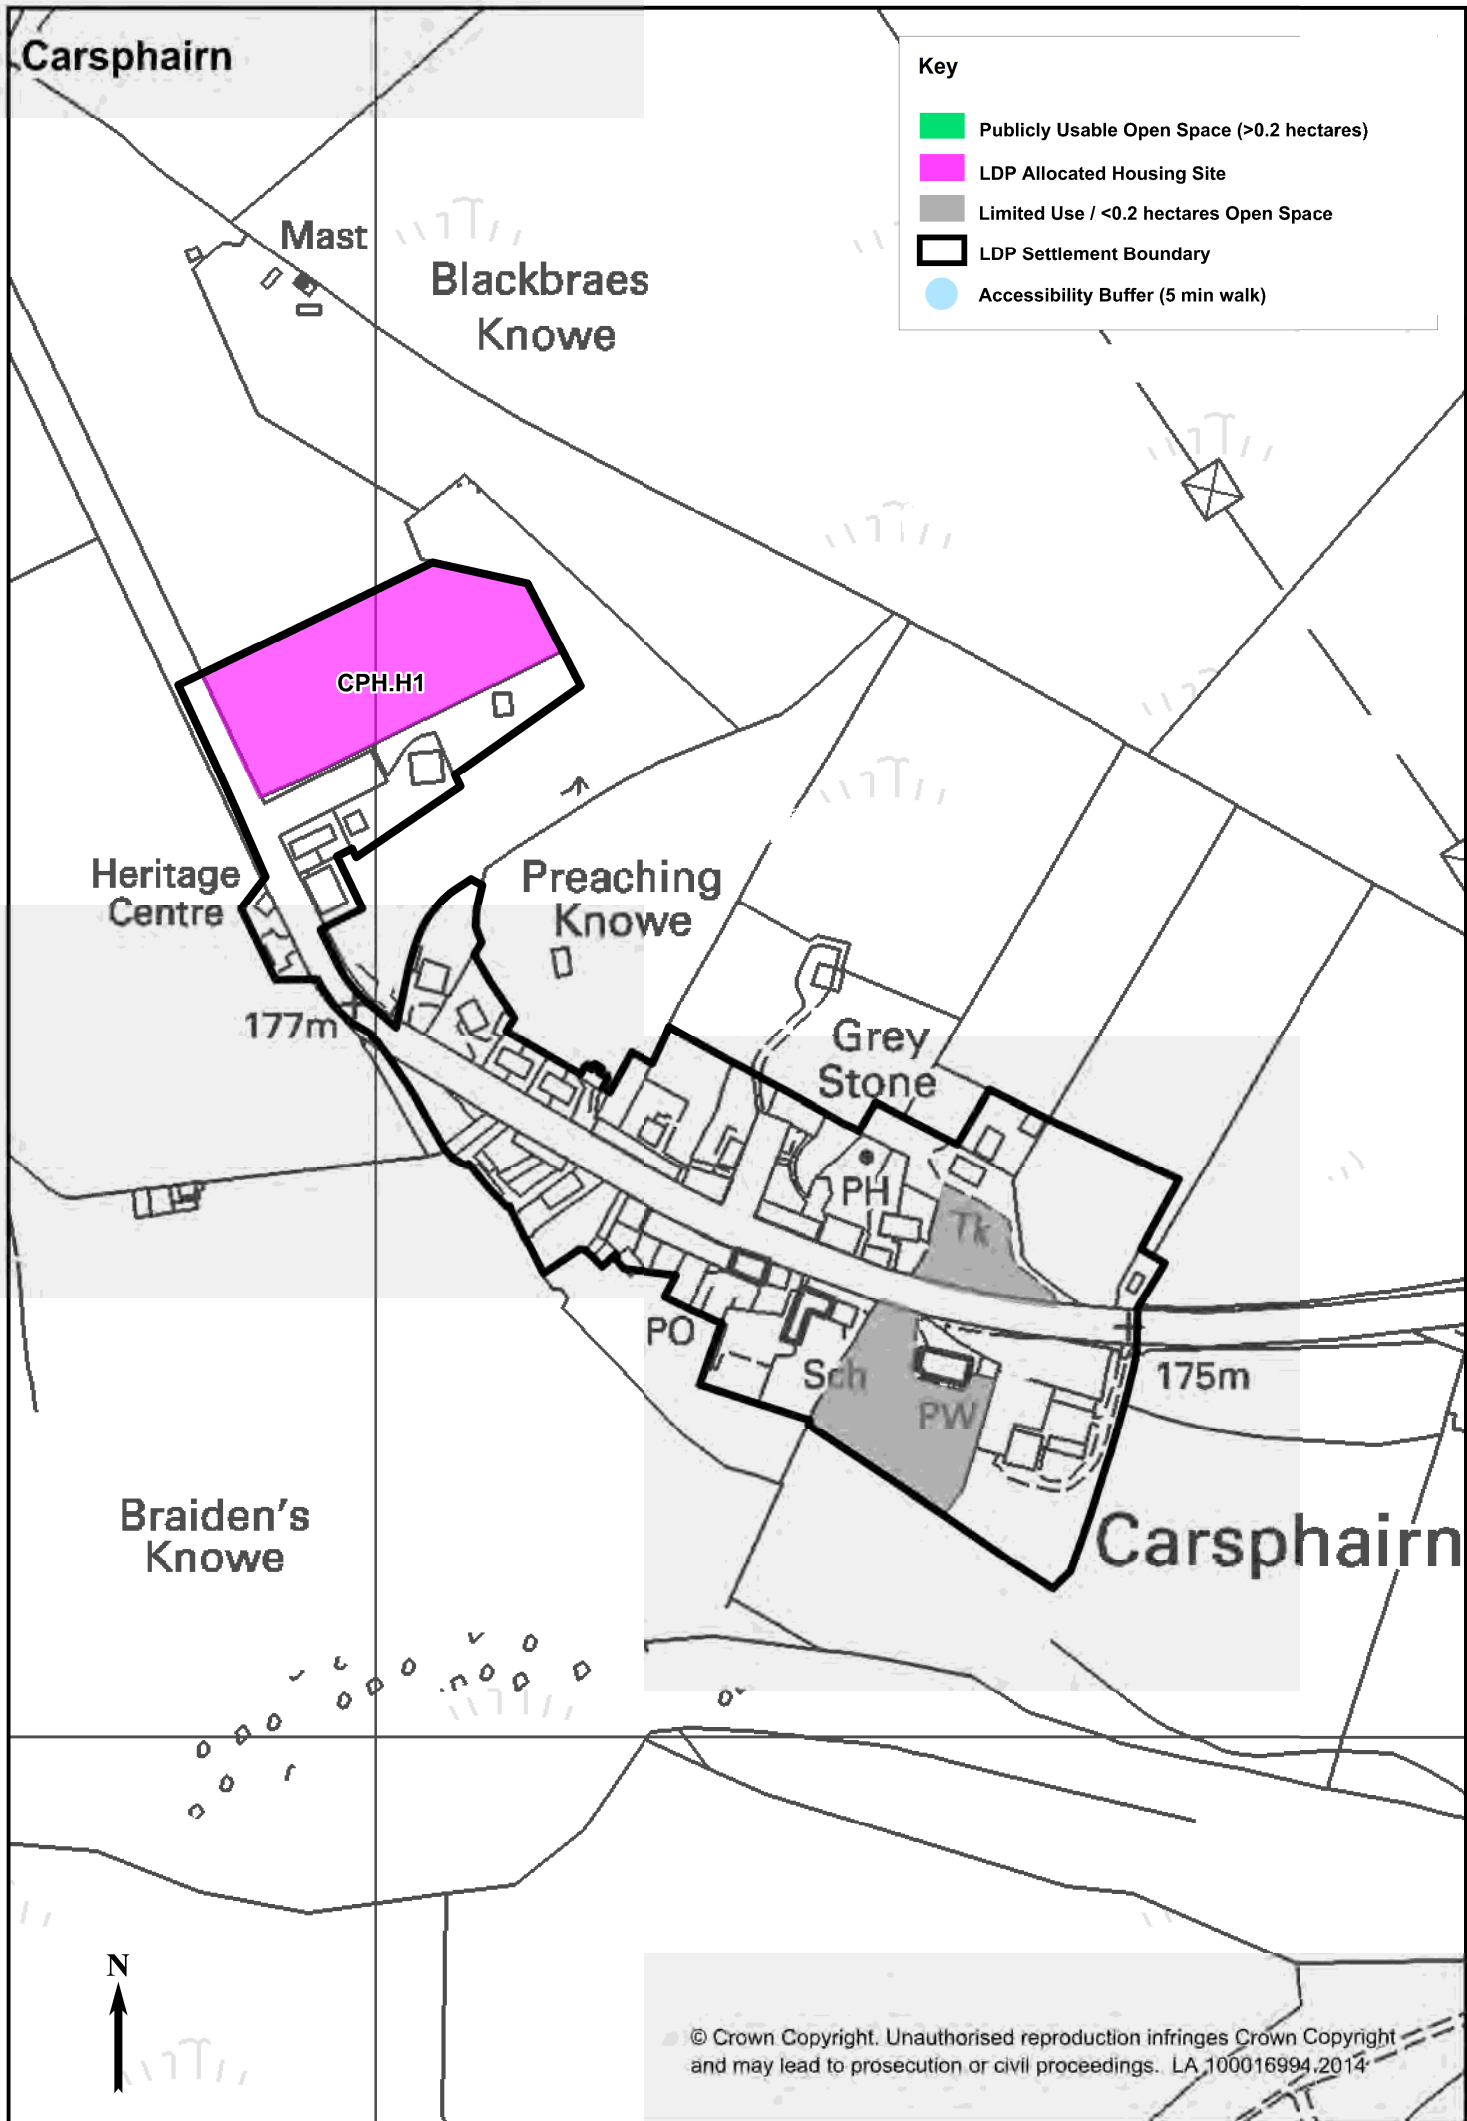 Carsphairn
Key
Publicly Usable Open Space (>0.2 hectares)
LDP Allocated Housing Site
Limited Use / <0.2 hectares Open Space
LDP Settlement Boundary
Accessibility Buffer (5 min walk)
Mast
Blackbraes
Knowe
CPH.H1
Heritage
Centre
Preaching
Knowe
177m
Grey
Stone
PH
Tk
PO
Sch
PW
175m
Braiden's
Knowe
Carsphairn
N
© Crown Copyright. Unauthorised reproduction infringes Crown Copyright
and may lead to prosecution or civil proceedings. LA 100016994.2014